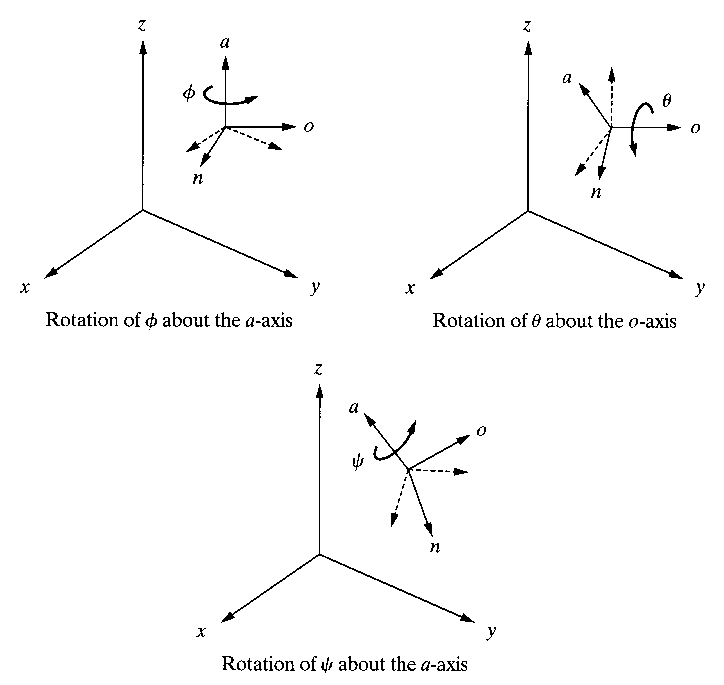 z
a
ϕ
o
n
x
y
Rotation of ϕ about the a-axis
z
a
θ
o
n
x
y
Rotation of θ about the o-axis
z
a
o
ψ
n
x
y
Rotation of ψ about the a-axis